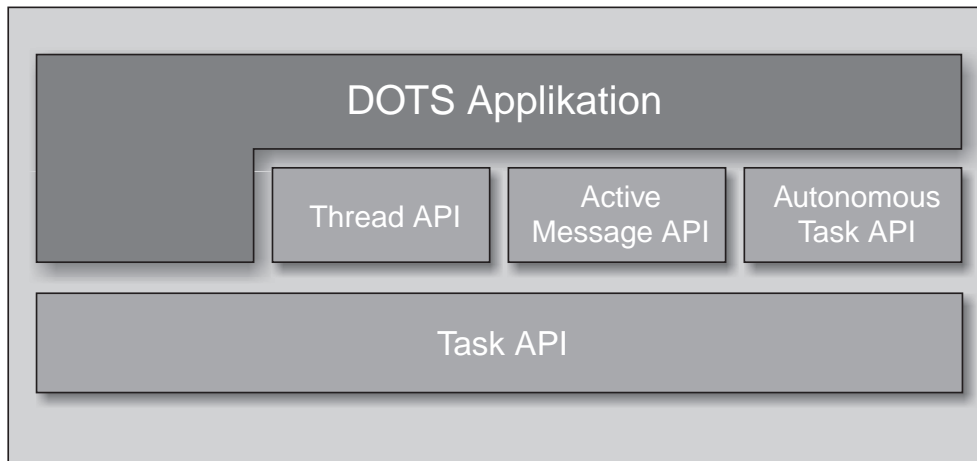 DOTS Applikation
Thread API
Active
Message API
Autonomous
Task API
Task API